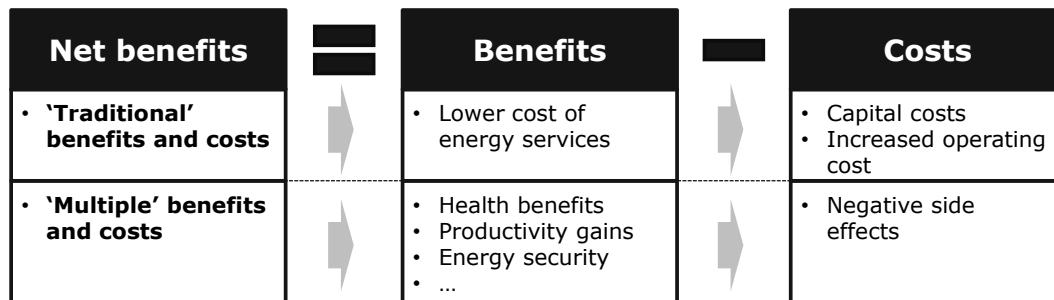 Net benefits
Benefits
Costs
• ‘Traditional’
benefits and costs
• Lower cost of
energy services
• Capital costs
• Increased operating
cost
• ‘Multiple’ benefits
and costs
• Health benefits
• Productivity gains
• Energy security
• …
• Negative side
effects